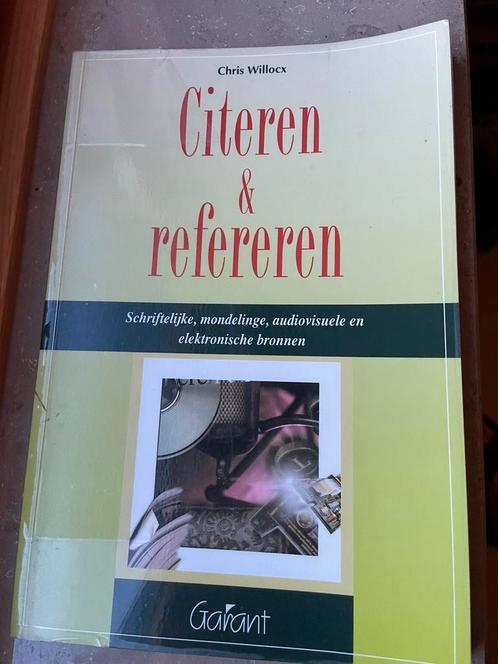 Chris Willocx
Citeren
&
refereren
Schriftelijke, mondelinge, audiovisuele en
elektronische bronnen
Garant